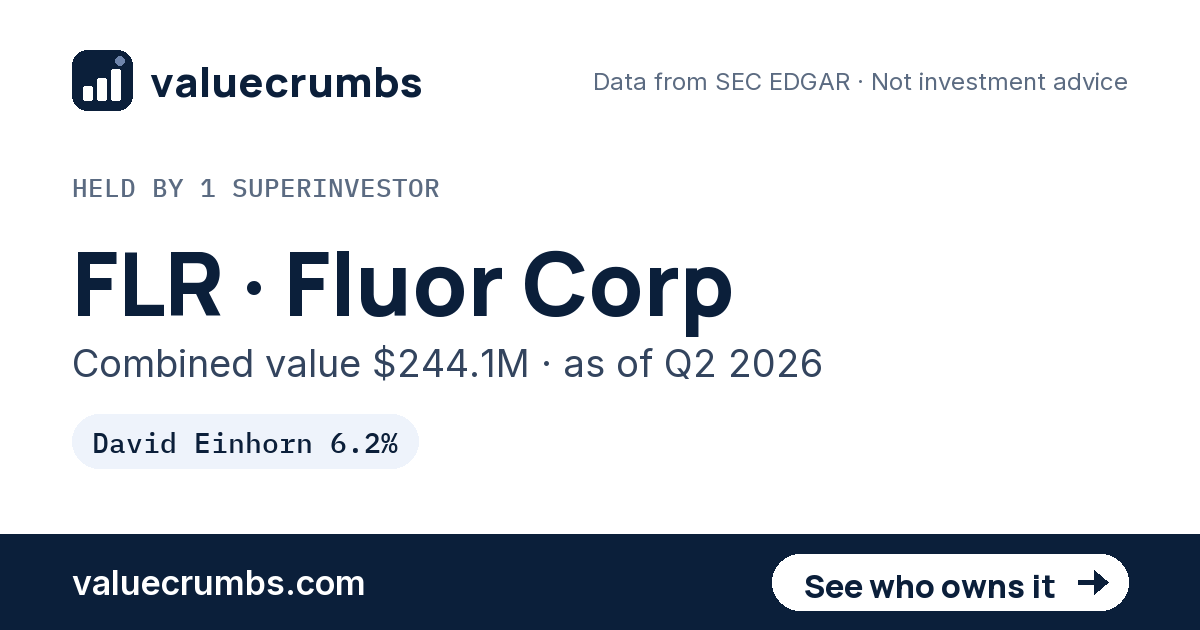 valuecrumbs
Data from SEC EDGAR · Not investment advice
HELD BY 1 SUPERINVESTOR
FLR · Fluor Corp
Combined value $244.1M · as of Q2 2026
David Einhorn 6.2%
valuecrumbs.com
See who owns it →